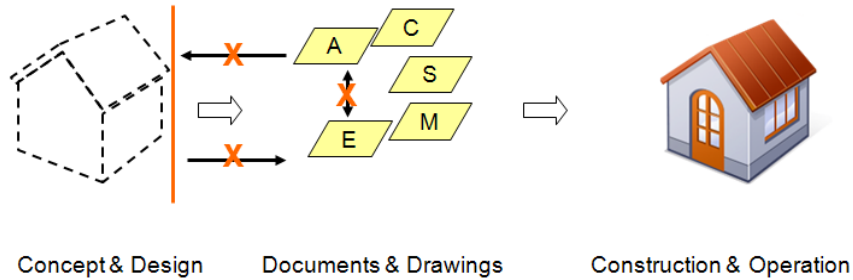 A
C
S
E
M
X
X
X
Concept & Design
Documents & Drawings
Construction & Operation